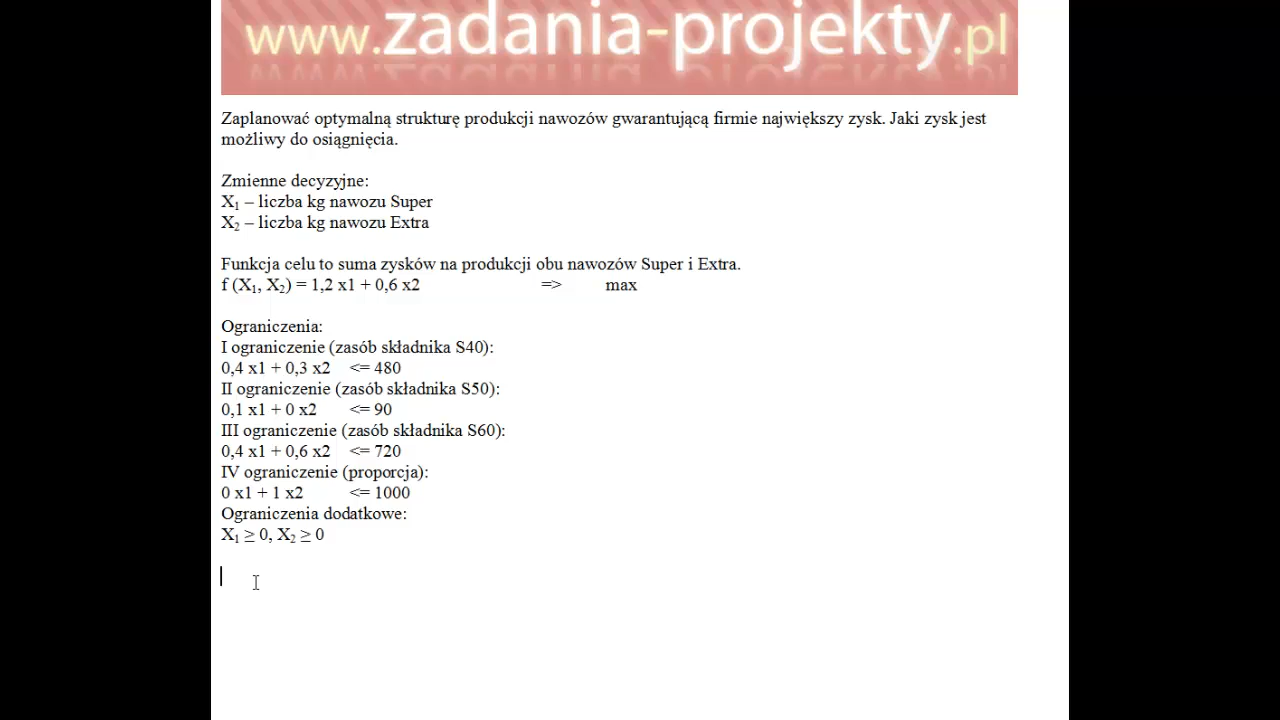 www.zadania-projekty.pl
Zaplanować optymalną strukturę produkcji nawozów gwarantującą firmie największy zysk. Jaki zysk jest
możliwy do osiągnięcia.
Zmienne decyzyjne:
X₁ – liczba kg nawozu Super
X₂ – liczba kg nawozu Extra
Funkcja celu to suma zysków na produkcji obu nawozów Super i Extra.
f (X₁, X₂) = 1,2 x1 + 0,6 x2 => max
Ograniczenia:
I ograniczenie (zasób składnika S40):
0,4 x1 + 0,3 x2 <= 480
II ograniczenie (zasób składnika S50):
0,1 x1 + 0 x2 <= 90
III ograniczenie (zasób składnika S60):
0,4 x1 + 0,6 x2 <= 720
IV ograniczenie (proporcja):
0 x1 + 1 x2 <= 1000
Ograniczenia dodatkowe:
X₁ ≥ 0, X₂ ≥ 0